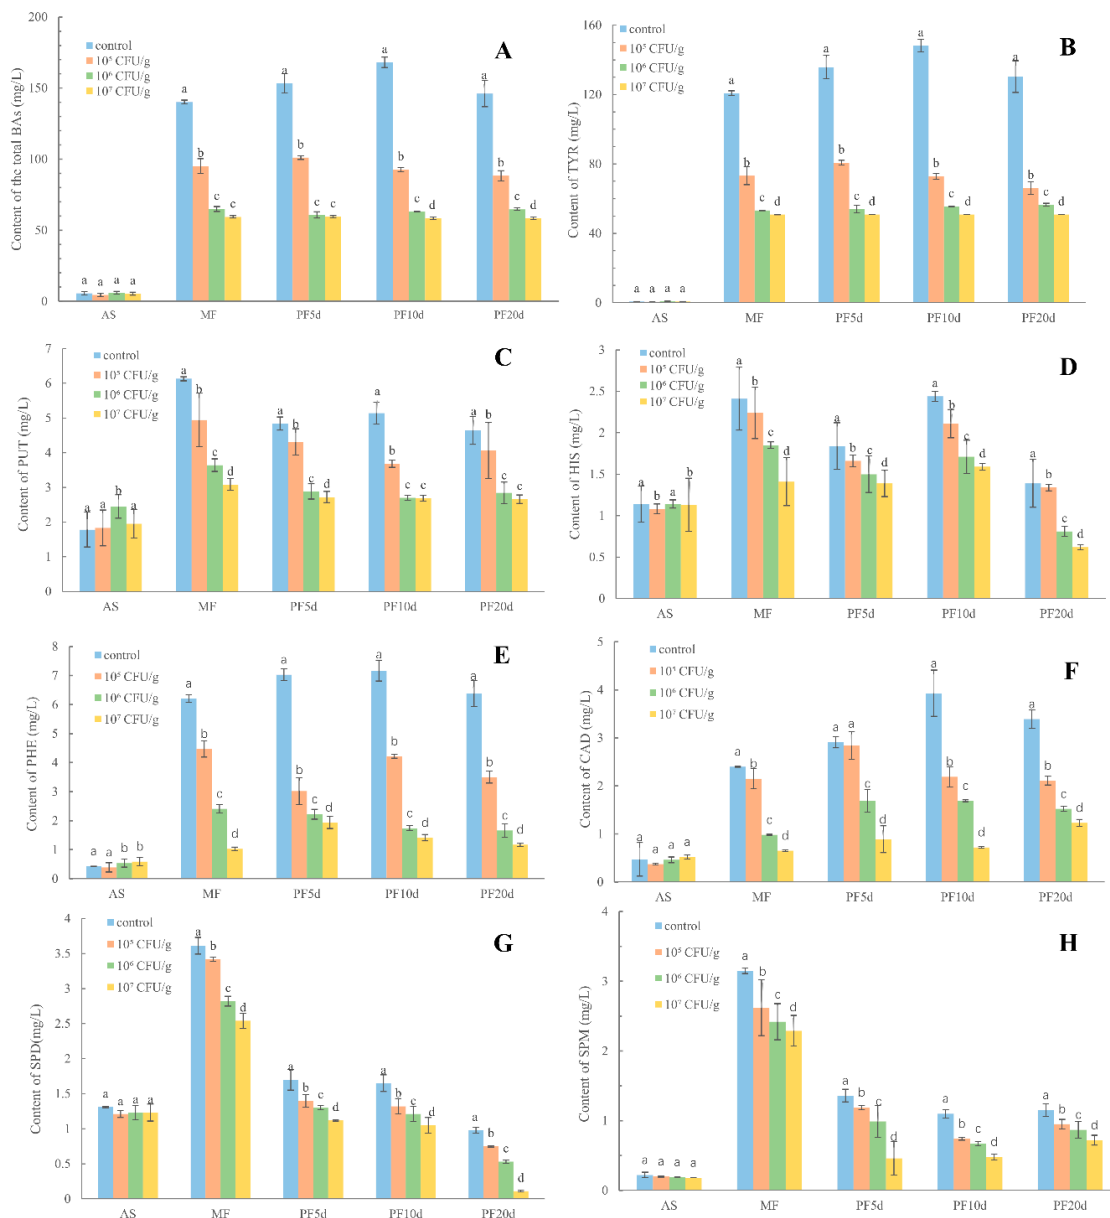 A
Content of the total BAs (mg/L)
200
150
100
50
0
control
10⁵ CFU/g
10⁶ CFU/g
10⁷ CFU/g
a a a a
a b c c
a b c c
a b c d
a b c d
AS MF PF5d PF10d PF20d
B
Content of TYR (mg/L)
160
120
80
40
0
control
10⁵ CFU/g
10⁶ CFU/g
10⁷ CFU/g
a a a a
a b c d
a b c d
a b c d
a b c d
AS MF PF5d PF10d PF20d
C
Content of PUT (mg/L)
7
6
5
4
3
2
1
0
control
10⁵ CFU/g
10⁶ CFU/g
10⁷ CFU/g
a a b a
a b c d
a b c c
a b c c
a a c c
AS MF PF5d PF10d PF20d
D
Content of HIS (mg/L)
3
2.5
2
1.5
1
0.5
0
control
10⁵ CFU/g
10⁶ CFU/g
10⁷ CFU/g
a b a b
a b c d
a b c d
a b c d
a a c d
AS MF PF5d PF10d PF20d
E
Content of PHE (mg/L)
8
7
6
5
4
3
2
1
0
control
10⁵ CFU/g
10⁶ CFU/g
10⁷ CFU/g
a a b b
a b c d
a b c d
a b c d
a b c d
AS MF PF5d PF10d PF20d
F
Content of CAD (mg/L)
5
4
3
2
1
0
control
10⁵ CFU/g
10⁶ CFU/g
10⁷ CFU/g
a a a a
a b c d
a a c d
a b c d
a b c d
AS MF PF5d PF10d PF20d
G
Content of SPD(mg/L)
4
3.5
3
2.5
2
1.5
1
0.5
0
control
10⁵ CFU/g
10⁶ CFU/g
10⁷ CFU/g
a a a a
a b c d
a b c d
a b c d
a b c d
AS MF PF5d PF10d PF20d
H
Content of SPM (mg/L)
4
3
2
1
0
control
10⁵ CFU/g
10⁶ CFU/g
10⁷ CFU/g
a a a a
a b c d
a b c d
a b c d
a b c d
AS MF PF5d PF10d PF20d